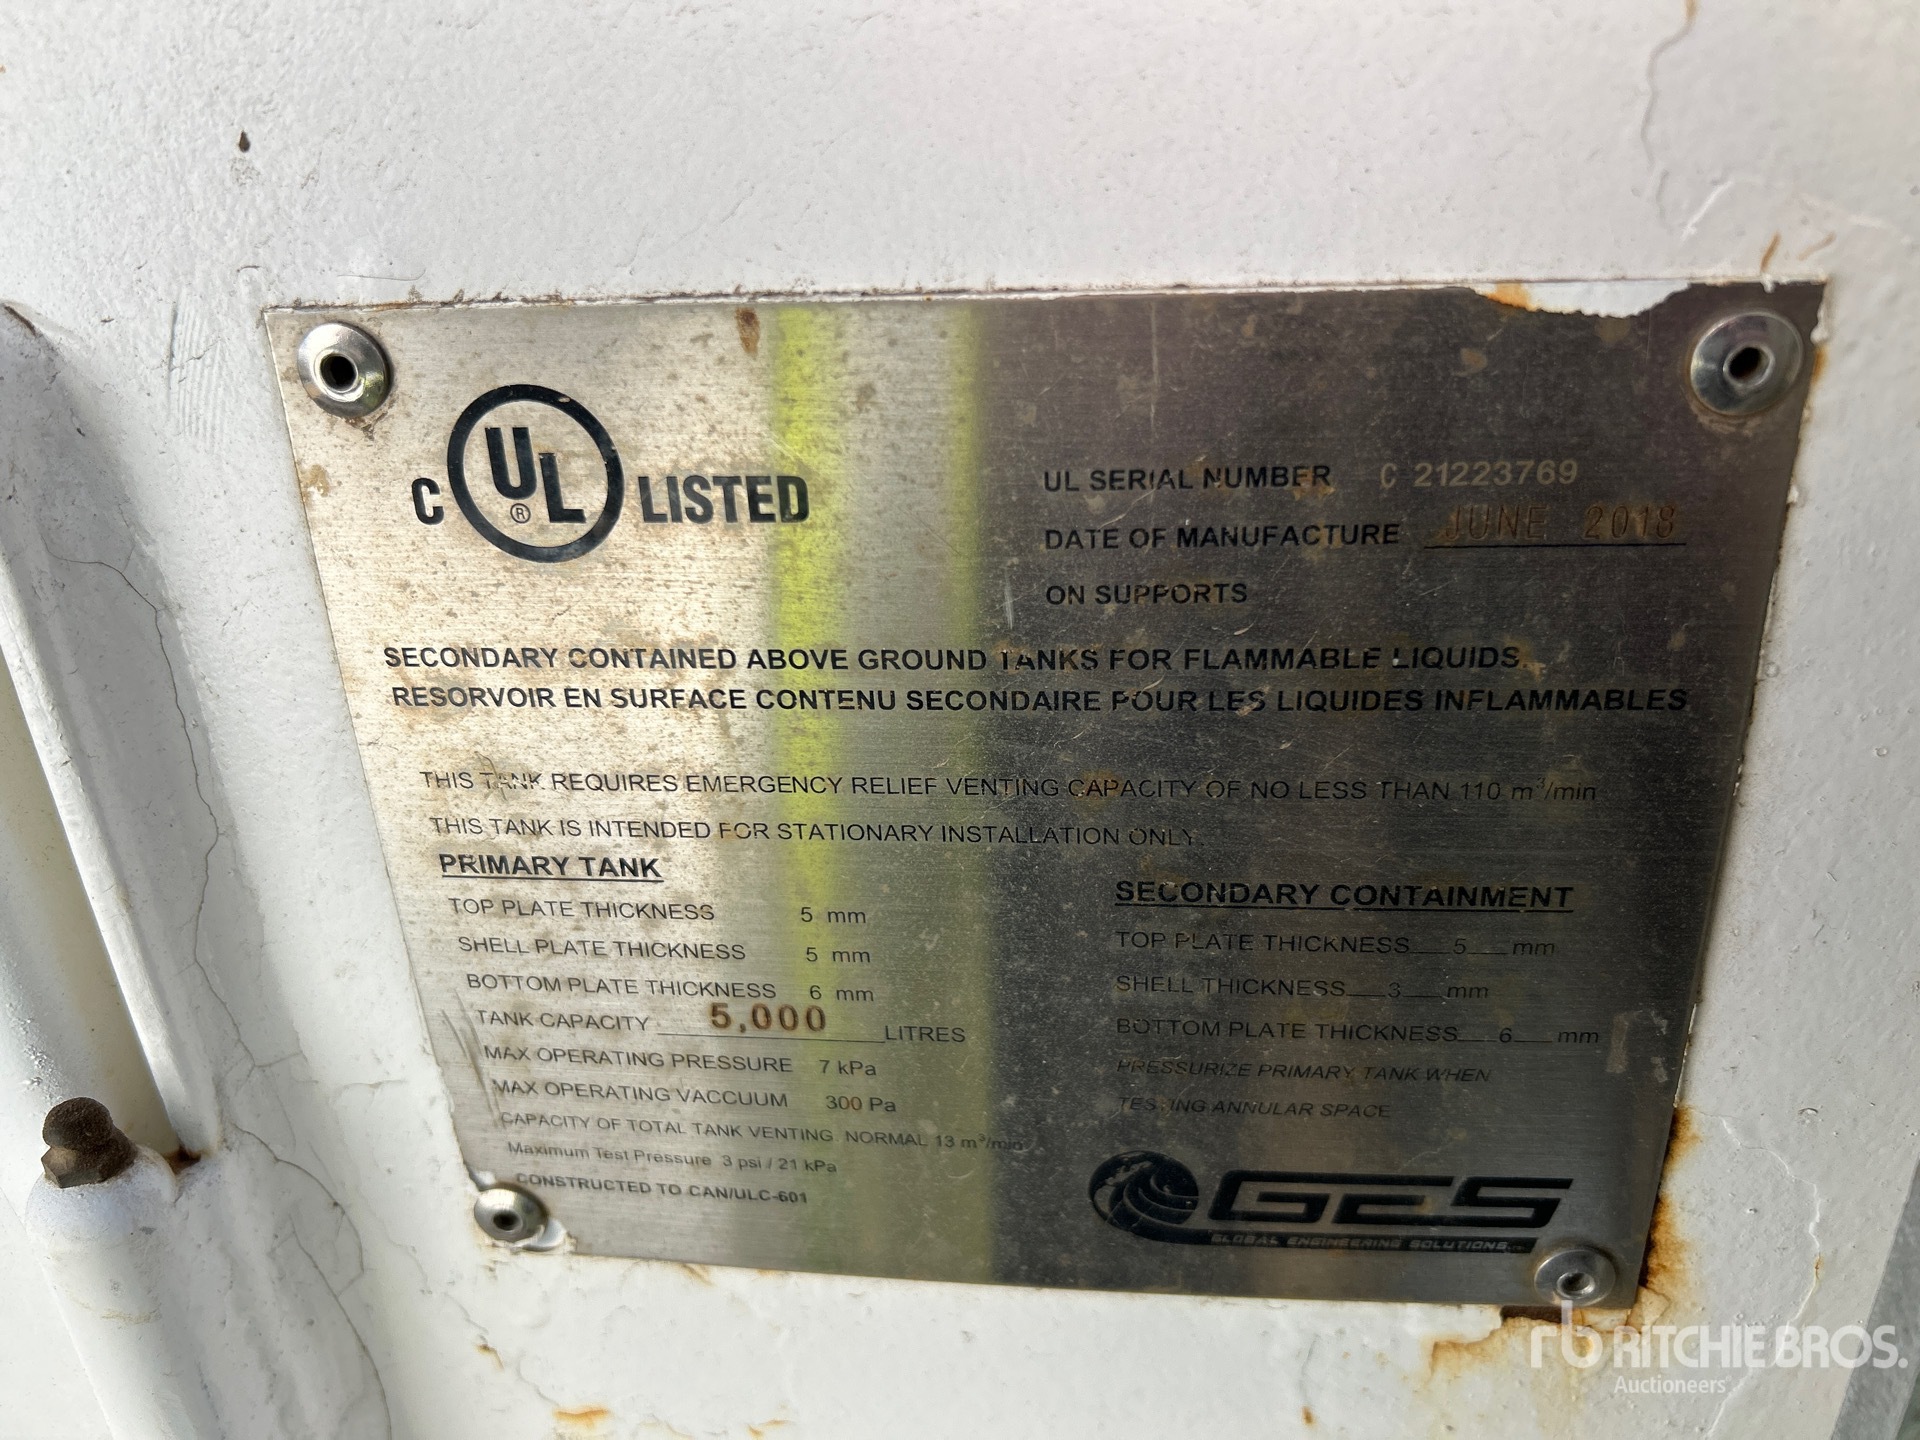 C UL ® LISTED
UL SERIAL NUMBER C 21223769
DATE OF MANUFACTURE JUNE 2018
ON SUPPORTS
SECONDARY CONTAINED ABOVE GROUND TANKS FOR FLAMMABLE LIQUIDS.
RESORVOIR EN SURFACE CONTENU SECONDAIRE POUR LES LIQUIDES INFLAMMABLES
THIS TANK REQUIRES EMERGENCY RELIEF VENTING CAPACITY OF NO LESS THAN 110 m³/min
THIS TANK IS INTENDED FOR STATIONARY INSTALLATION ONLY.
PRIMARY TANK
TOP PLATE THICKNESS 5 mm
SHELL PLATE THICKNESS 5 mm
BOTTOM PLATE THICKNESS 6 mm
TANK CAPACITY 5,000 LITRES
MAX OPERATING PRESSURE 7 kPa
MAX OPERATING VACCUUM 300 Pa
CAPACITY OF TOTAL TANK VENTING. NORMAL 13 m³/min
Maximum Test Pressure 3 psi / 21 kPa
CONSTRUCTED TO CAN/ULC-601
SECONDARY CONTAINMENT
TOP PLATE THICKNESS 5 mm
SHELL THICKNESS 3 mm
BOTTOM PLATE THICKNESS 6 mm
PRESSURIZE PRIMARY TANK WHEN
TESTING ANNULAR SPACE
GES
GLOBAL ENGINEERING SOLUTIONS
rb RITCHIE BROS.
Auctioneers